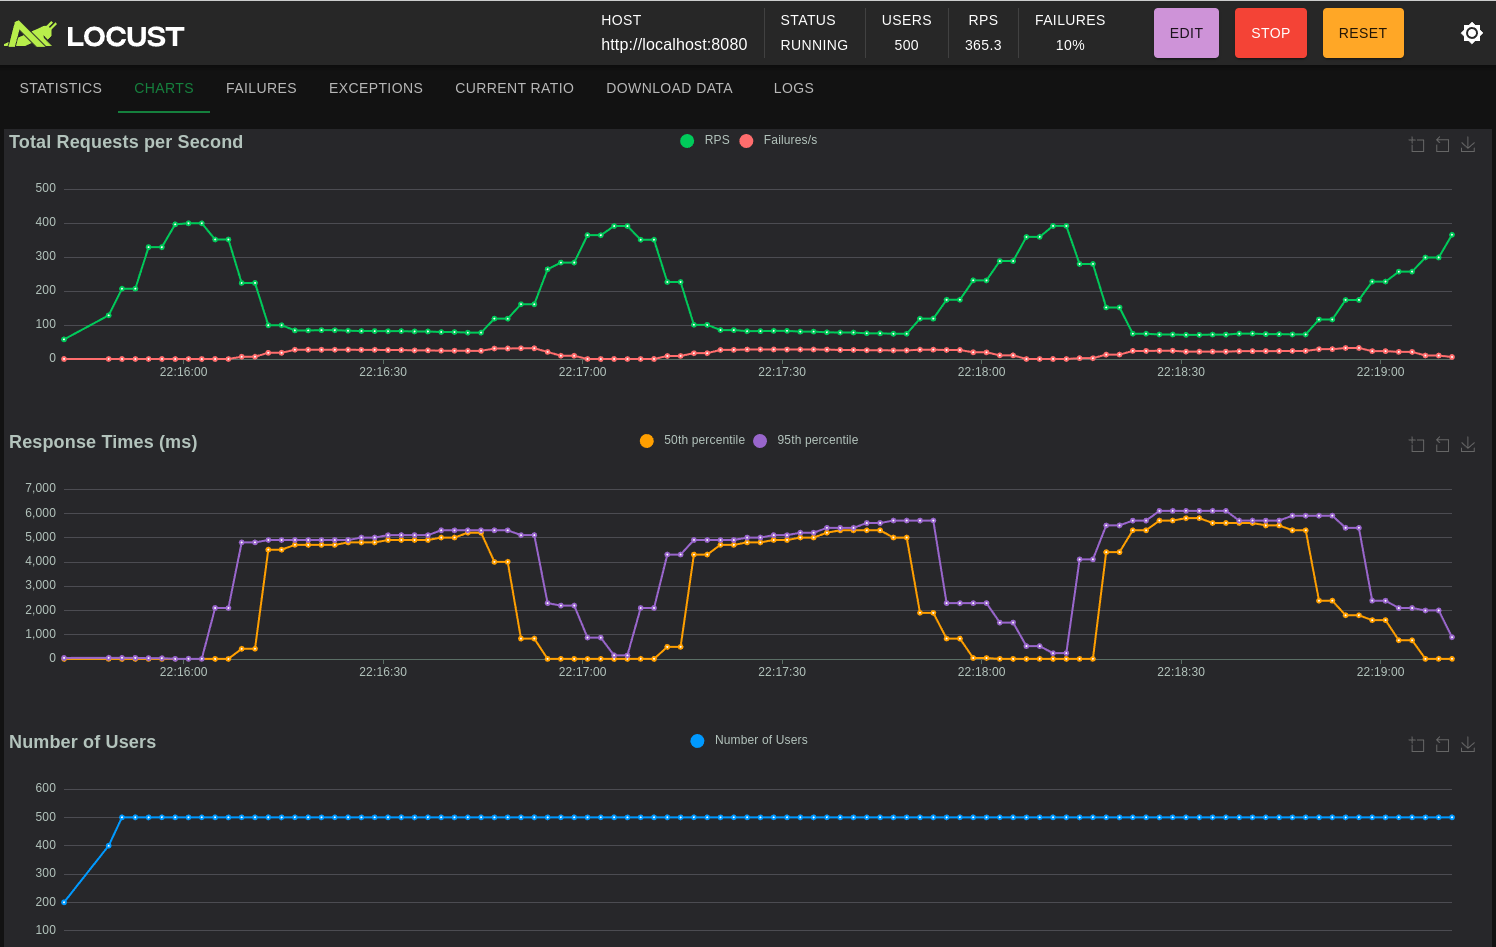 LOCUST
HOST
http://localhost:8080
STATUS
RUNNING
USERS
500
RPS
365.3
FAILURES
10%
EDIT
STOP
RESET
STATISTICS CHARTS FAILURES EXCEPTIONS CURRENT RATIO DOWNLOAD DATA LOGS
Total Requests per Second
RPS Failures/s
500
400
300
200
100
0
22:16:00 22:16:30 22:17:00 22:17:30 22:18:00 22:18:30 22:19:00
Response Times (ms)
50th percentile 95th percentile
7,000
6,000
5,000
4,000
3,000
2,000
1,000
0
22:16:00 22:16:30 22:17:00 22:17:30 22:18:00 22:18:30 22:19:00
Number of Users
Number of Users
600
500
400
300
200
100